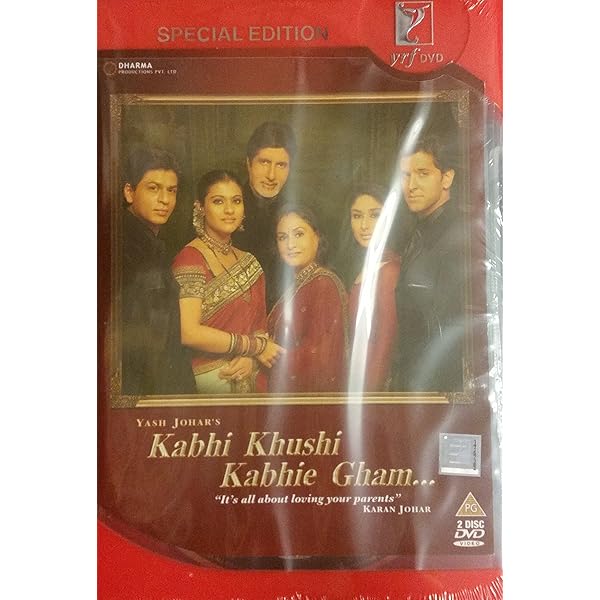 SPECIAL EDITION
yrf DVD
DHARMA
PRODUCTIONS PVT. LTD
YASH JOHAR'S
Kabhi Khushi
Kabhie Gham...
"It's all about loving your parents"
KARAN JOHAR
PG
2 DISC
DVD
VIDEO